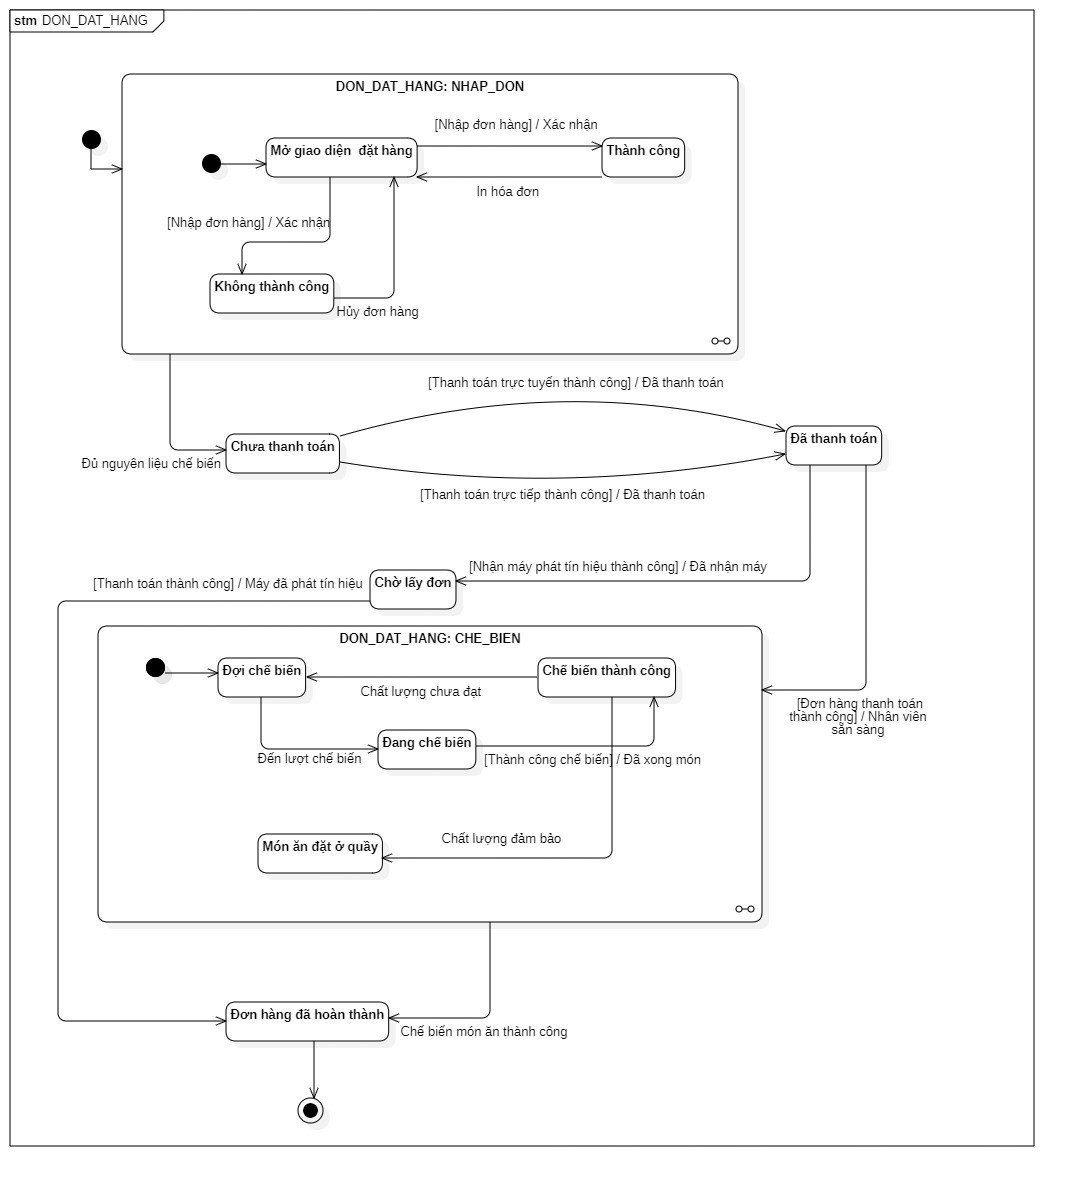 stm DON_DAT_HANG
DON_DAT_HANG: NHAP_DON
[Nhập đơn hàng] / Xác nhận
Mở giao diện đặt hàng
Thành công
In hóa đơn
[Nhập đơn hàng] / Xác nhận
Không thành công
Hủy đơn hàng
[Thanh toán trực tuyến thành công] / Đã thanh toán
Chưa thanh toán
Đã thanh toán
Đủ nguyên liệu chế biến
[Thanh toán trực tiếp thành công] / Đã thanh toán
[Nhận máy phát tín hiệu thành công] / Đã nhận máy
[Thanh toán thành công] / Máy đã phát tín hiệu
Chờ lấy đơn
DON_DAT_HANG: CHE_BIEN
Đợi chế biến
Chế biến thành công
Chất lượng chưa đạt
[Đơn hàng thanh toán
thành công] / Nhân viên
sẵn sàng
Đang chế biến
Đến lượt chế biến
[Thành công chế biến] / Đã xong món
Chất lượng đảm bảo
Món ăn đặt ở quầy
Đơn hàng đã hoàn thành
Chế biến món ăn thành công